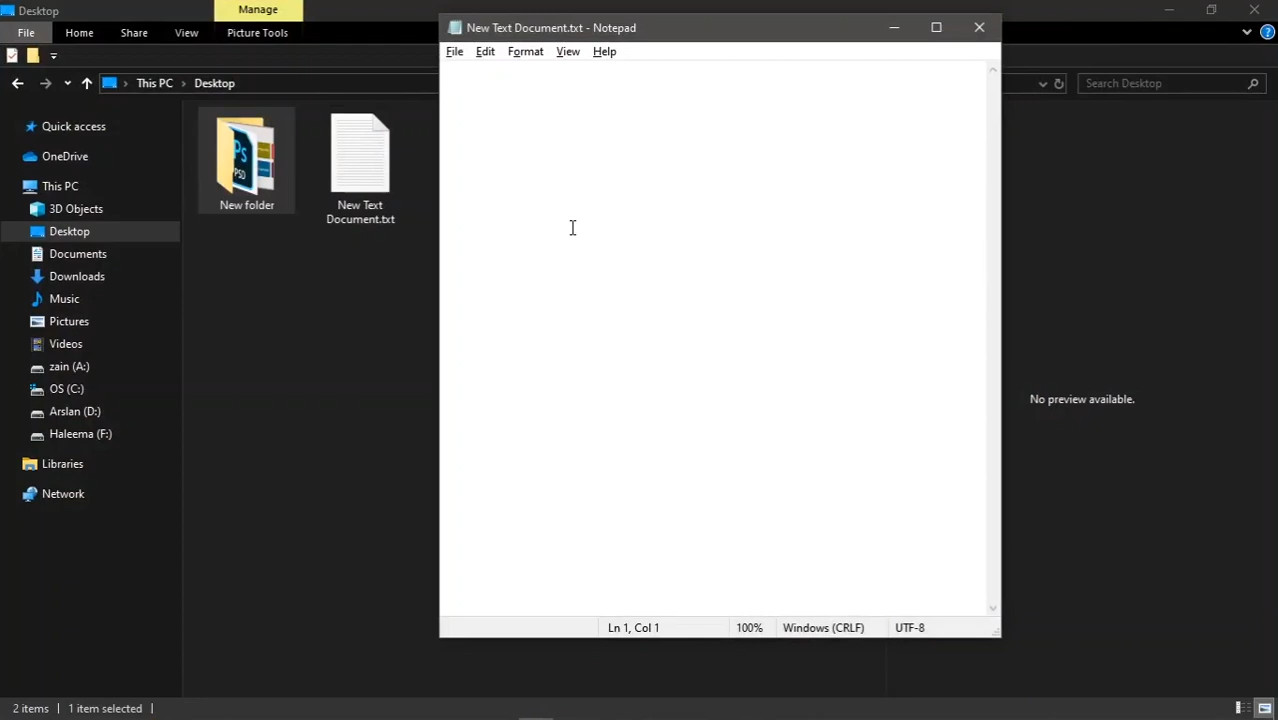 Desktop
Manage
New Text Document.txt - Notepad
File
Home
Share
View
Picture Tools
File
Edit
Format
View
Help
This PC
Desktop
Search Desktop
Quick access
OneDrive
This PC
3D Objects
Desktop
Documents
Downloads
Music
Pictures
Videos
zain (A:)
OS (C:)
Arslan (D:)
Haleema (F:)
Libraries
Network
Ps
PSD
New folder
New Text
Document.txt
No preview available.
Ln 1, Col 1
100%
Windows (CRLF)
UTF-8
2 items
1 item selected